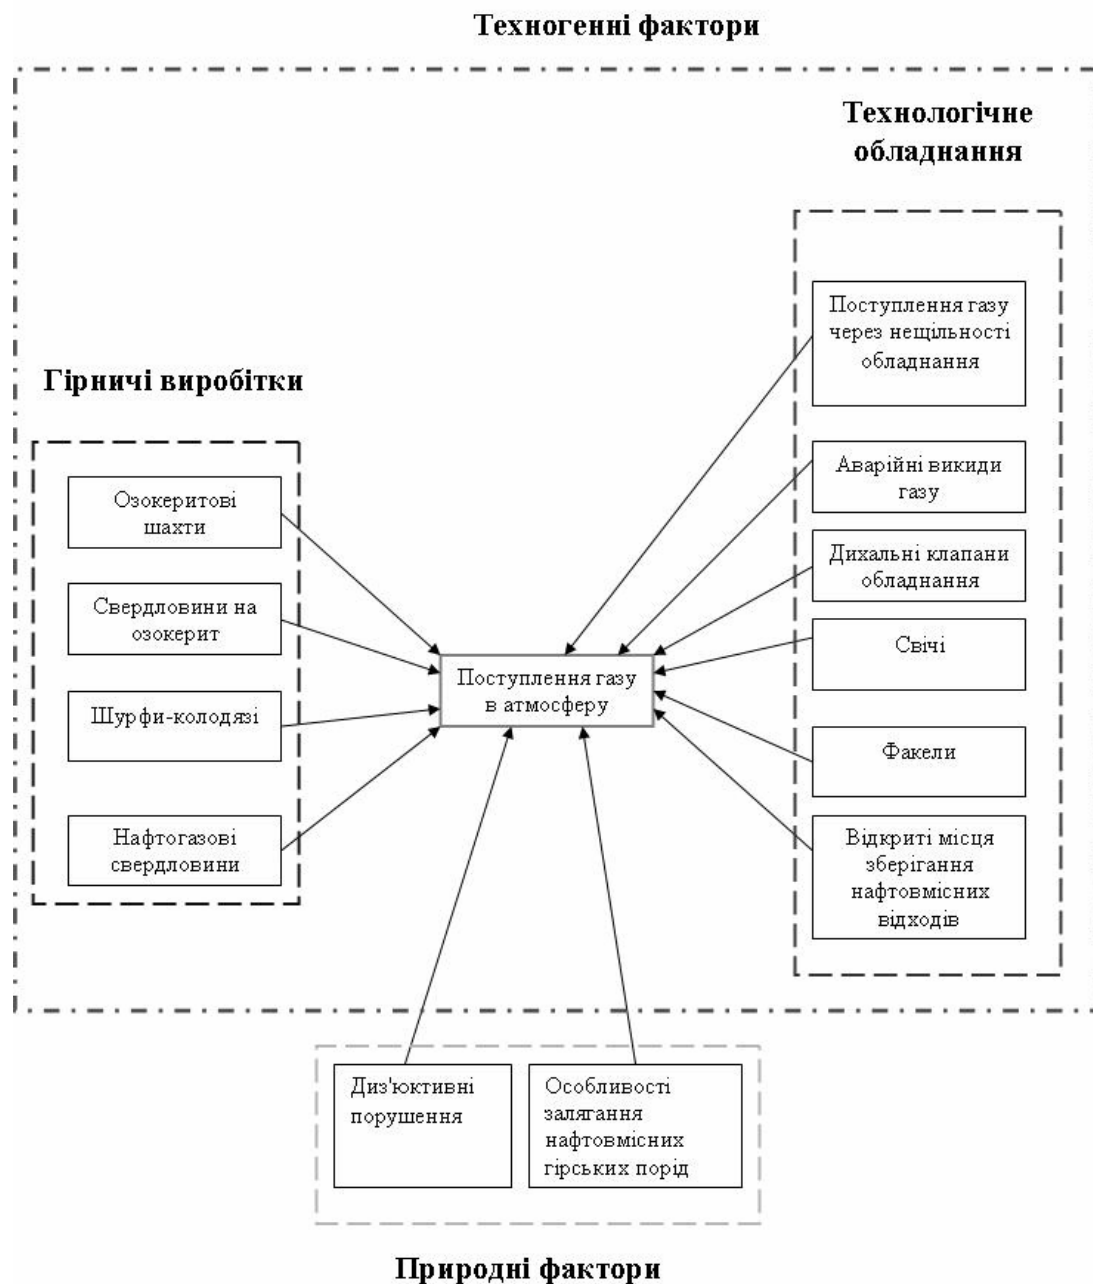 Техногенні фактори
Технологічне
обладнання
Поступлення газу
через нещільності
обладнання
Аварійні викиди
газу
Дихальні клапани
обладнання
Свічі
Факели
Відкриті місця
зберігання
нафтовмісних
відходів
Гірничі виробітки
Озокеритові
шахти
Свердловини на
озокерит
Шурфи-колодязі
Нафтогазові
свердловини
Поступлення газу
в атмосферу
Диз'юктивні
порушення
Особливості
залягання
нафтовмісних
гірських порід
Природні фактори